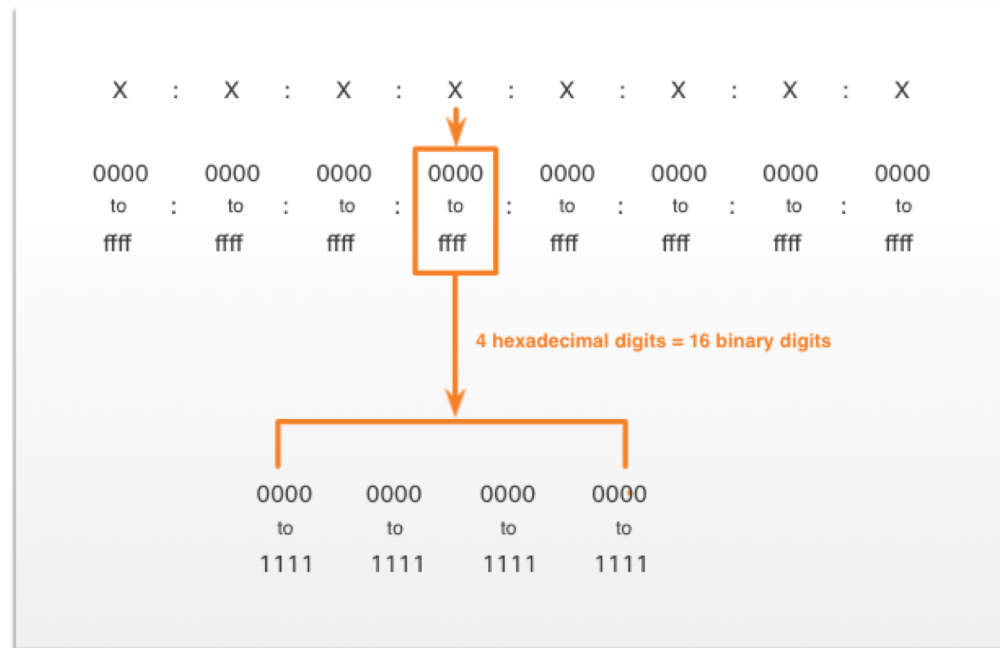 X : X : X : X : X : X : X : X
0000 0000 0000 0000 0000 0000 0000 0000
to : to : to : to : to : to : to : to
ffff ffff ffff ffff ffff ffff ffff ffff
4 hexadecimal digits = 16 binary digits
0000 0000 0000 0000
to to to to
1111 1111 1111 1111